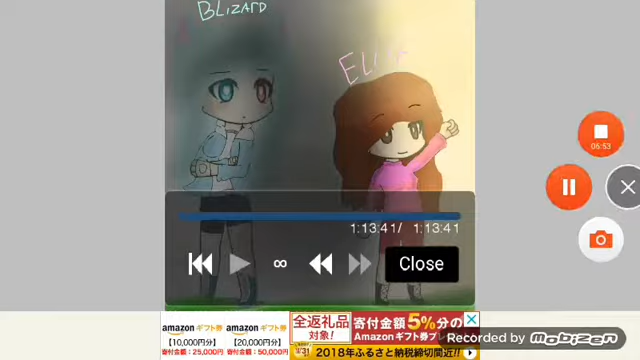 BLIZARD
06:53
1:13:41/ 1:13:41
Close
amazon ギフト券
【10,000円分】
寄付金額：25,000円
amazon ギフト券
【20,000円分】
寄付金額：50,000円
全返礼品
対象!
寄付金額5%分の
Amazonギフト券
2018年ふるさと納税締切間近!!
Recorded by mobizen